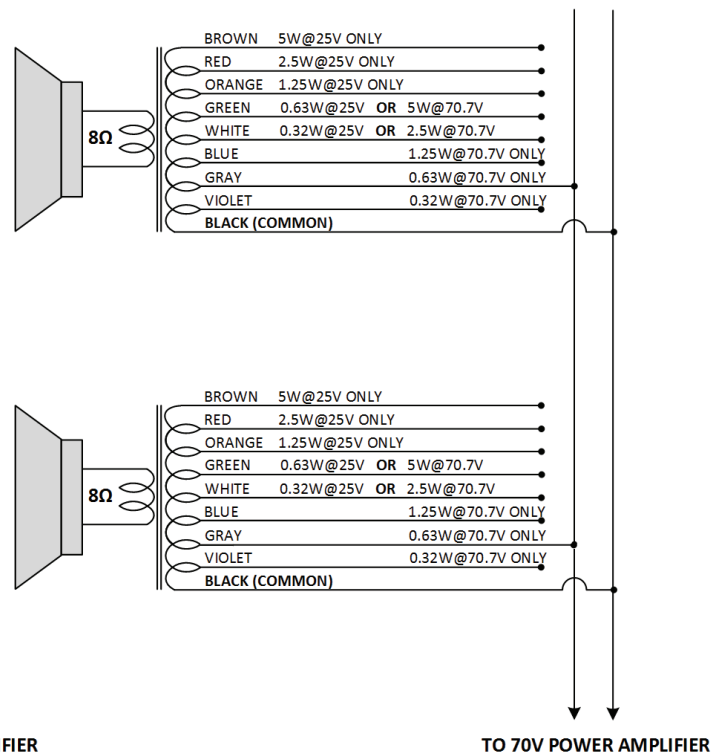 BROWN 5W@25V ONLY
RED 2.5W@25V ONLY
ORANGE 1.25W@25V ONLY
GREEN 0.63W@25V OR 5W@70.7V
WHITE 0.32W@25V OR 2.5W@70.7V
BLUE 1.25W@70.7V ONLY
GRAY 0.63W@70.7V ONLY
VIOLET 0.32W@70.7V ONLY
BLACK (COMMON)
8Ω
BROWN 5W@25V ONLY
RED 2.5W@25V ONLY
ORANGE 1.25W@25V ONLY
GREEN 0.63W@25V OR 5W@70.7V
WHITE 0.32W@25V OR 2.5W@70.7V
BLUE 1.25W@70.7V ONLY
GRAY 0.63W@70.7V ONLY
VIOLET 0.32W@70.7V ONLY
BLACK (COMMON)
8Ω
IFIER TO 70V POWER AMPLIFIER